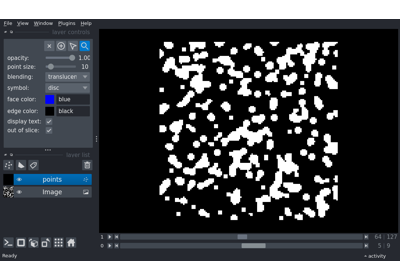 File View Window Plugins Help
layer controls
opacity: 1.00
point size: 10
blending: translucen
symbol: disc
face color: blue
edge color: black
display text:
out of slice:
layer list
points
Image
1 64 127
0 5 9
Ready activity